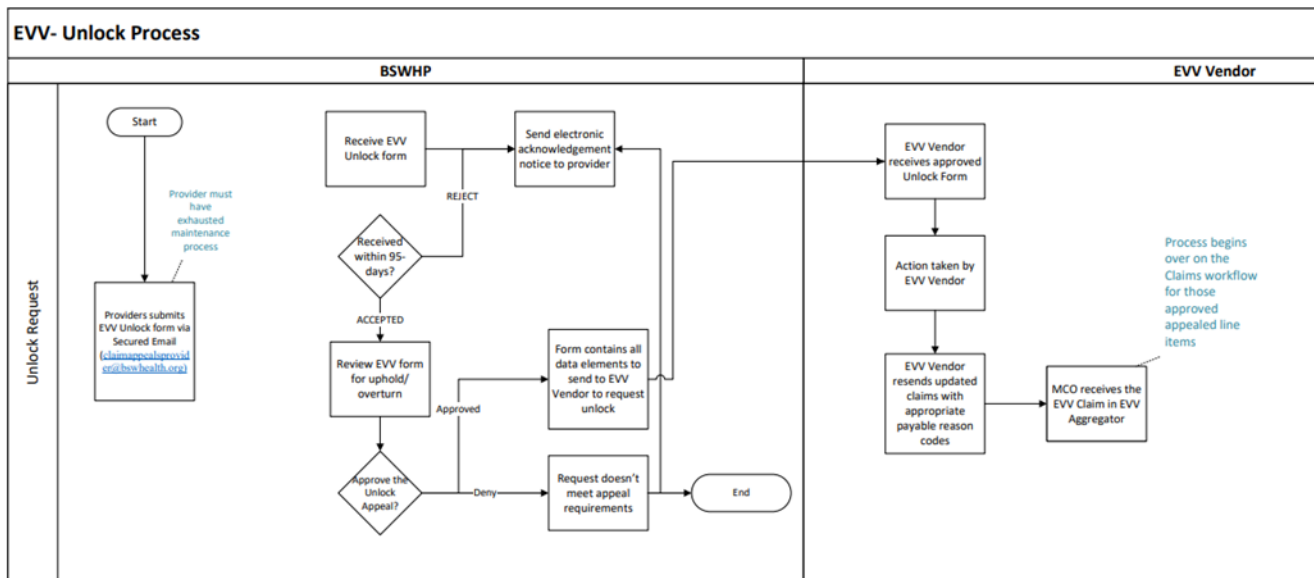 EVV- Unlock Process
BSWHP
EVV Vendor
Unlock Request
Start
Provider must
have
exhausted
maintenance
process
Providers submits
EVV Unlock form via
Secured Email
(claimappealsprovid
er@bswhealth.org)
Receive EVV
Unlock form
Send electronic
acknowledgement
notice to provider
REJECT
Received
within 95-
days?
ACCEPTED
Review EVV form
for uphold/
overturn
Approved
Form contains all
data elements to
send to EVV
Vendor to request
unlock
Approve the
Unlock
Appeal?
Deny
Request doesn't
meet appeal
requirements
End
EVV Vendor
receives approved
Unlock Form
Action taken by
EVV Vendor
EVV Vendor
resends updated
claims with
appropriate
payable reason
codes
MCO receives the
EVV Claim in EVV
Aggregator
Process begins
over on the
Claims workflow
for those
approved
appealed line
items